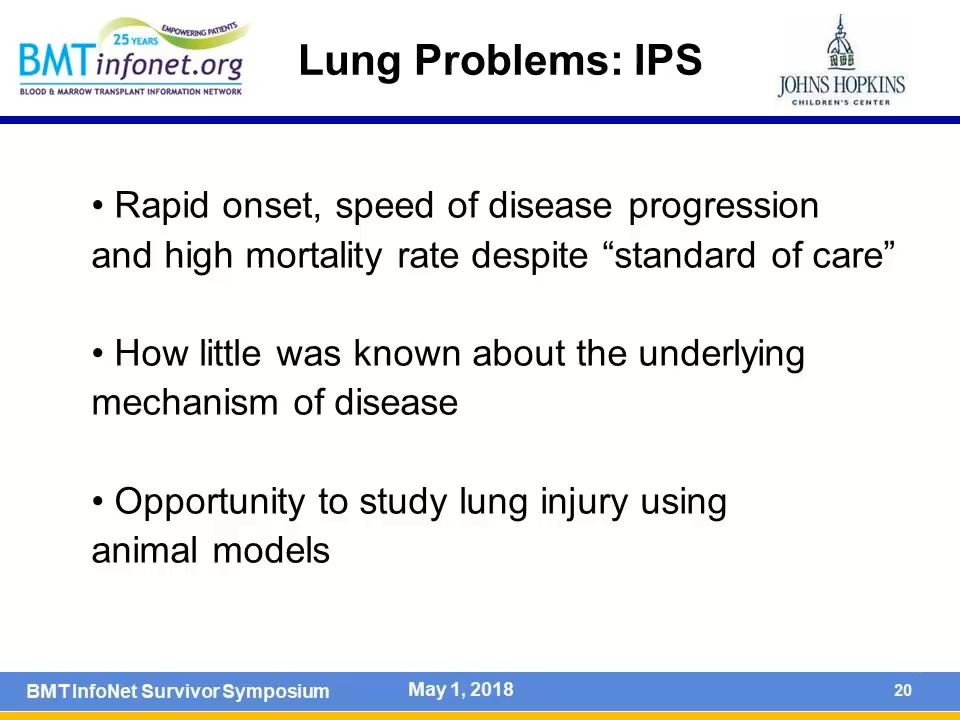 25 YEARS
EMPOWERING PATIENTS
BMTinfonet.org
BLOOD & MARROW TRANSPLANT INFORMATION NETWORK
Lung Problems: IPS
JOHNS HOPKINS
CHILDREN'S CENTER
• Rapid onset, speed of disease progression
and high mortality rate despite “standard of care”
• How little was known about the underlying
mechanism of disease
• Opportunity to study lung injury using
animal models
BMT InfoNet Survivor Symposium
May 1, 2018
20